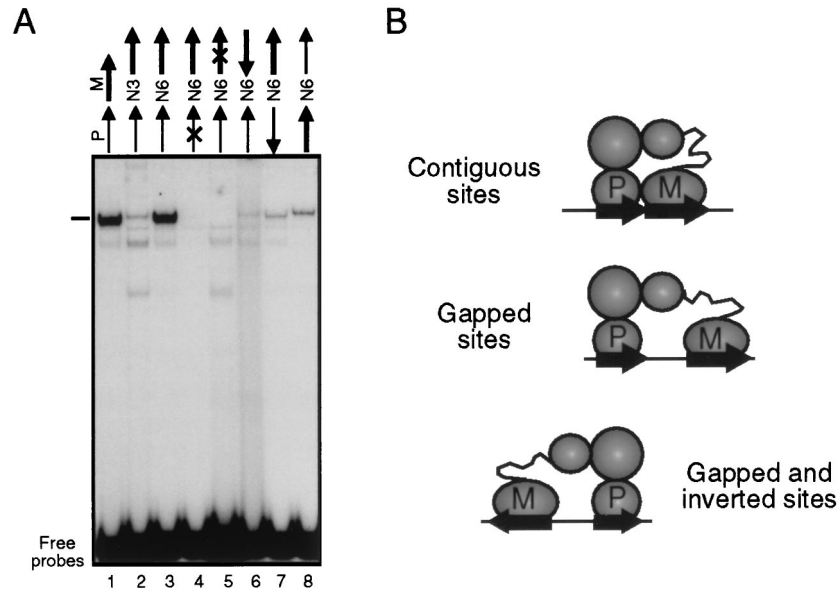 A
B
M
P
N3 N6 N6 N6 N6 N6 N6
Free
probes
1 2 3 4 5 6 7 8
Contiguous
sites
P M
Gapped
sites
P M
M P
Gapped and
inverted sites